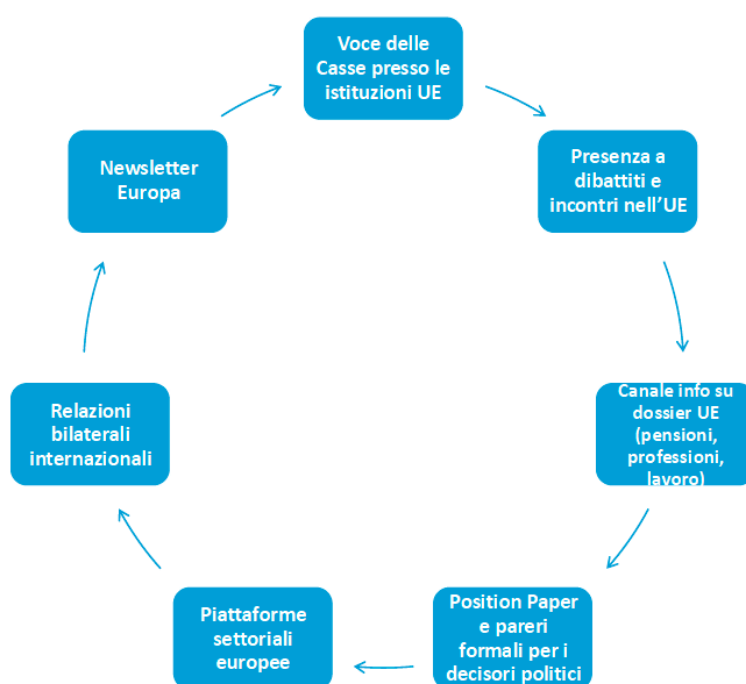 Voce delle
Casse presso le
istituzioni UE
Presenza a
dibattiti e
incontri nell'UE
Canale info su
dossier UE
(pensioni,
professioni,
lavoro)
Position Paper
e pareri
formali per i
decisori politici
Piattaforme
settoriali
europee
Relazioni
bilaterali
internazionali
Newsletter
Europa